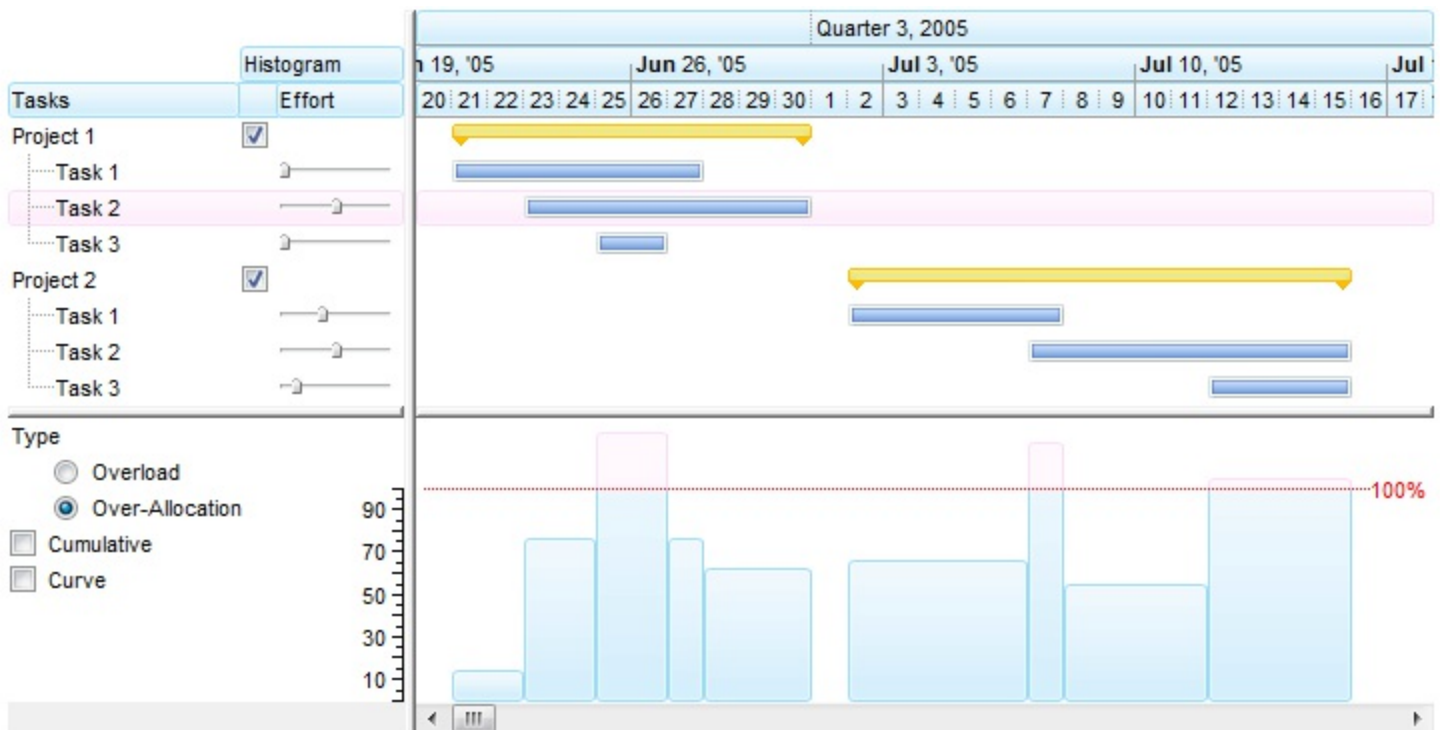 Quarter 3, 2005
Histogram
n 19, '05 Jun 26, '05 Jul 3, '05 Jul 10, '05 Jul
Tasks Effort 20 21 22 23 24 25 26 27 28 29 30 1 2 3 4 5 6 7 8 9 10 11 12 13 14 15 16 17
Project 1
Task 1
Task 2
Task 3
Project 2
Task 1
Task 2
Task 3
Type
Overload
100%
Over-Allocation
90
Cumulative
70
Curve
50
30
10